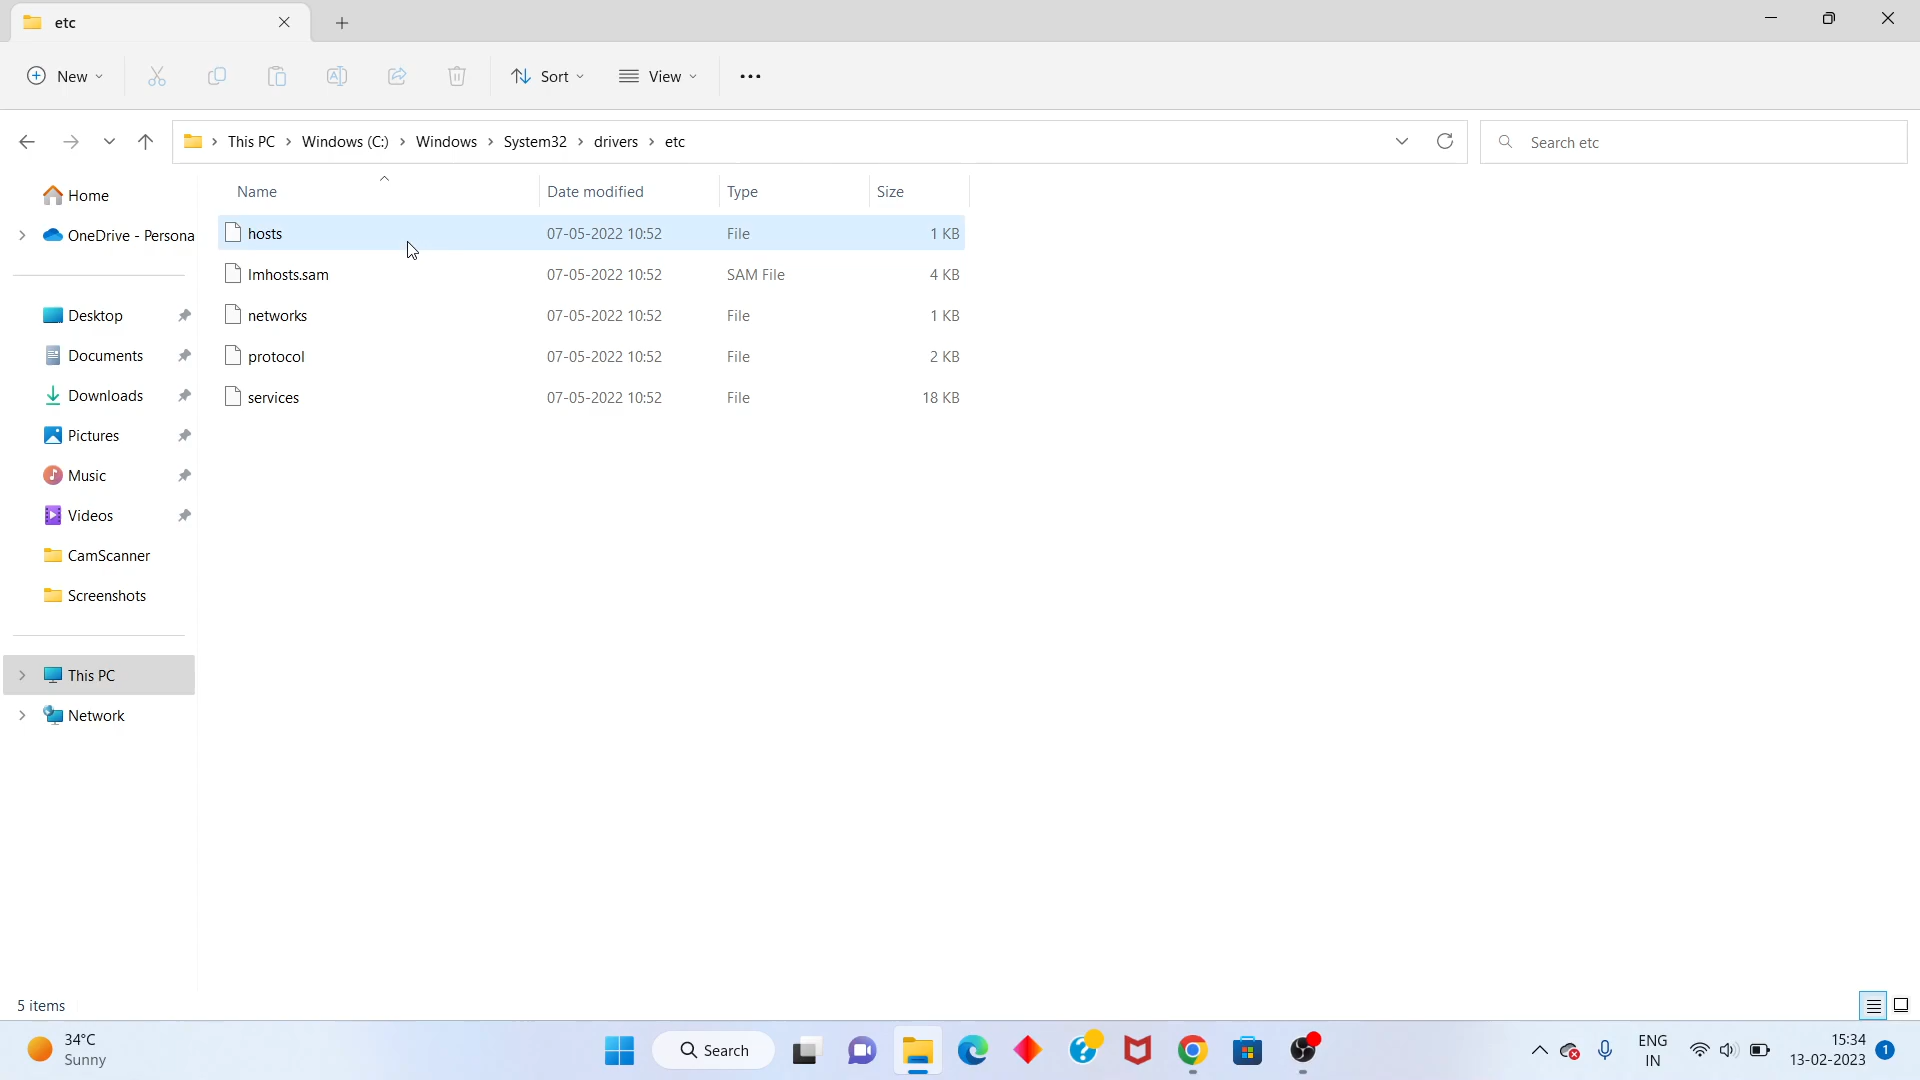 etc
New
Sort
View
This PC > Windows (C:) > Windows > System32 > drivers > etc
Search etc
Home
OneDrive - Persona
Desktop
Documents
Downloads
Pictures
Music
Videos
CamScanner
Screenshots
This PC
Network
Name Date modified Type Size
hosts 07-05-2022 10:52 File 1 KB
lmhosts.sam 07-05-2022 10:52 SAM File 4 KB
networks 07-05-2022 10:52 File 1 KB
protocol 07-05-2022 10:52 File 2 KB
services 07-05-2022 10:52 File 18 KB
5 items
34°C
Sunny
Search
ENG
IN
15:34
13-02-2023
1